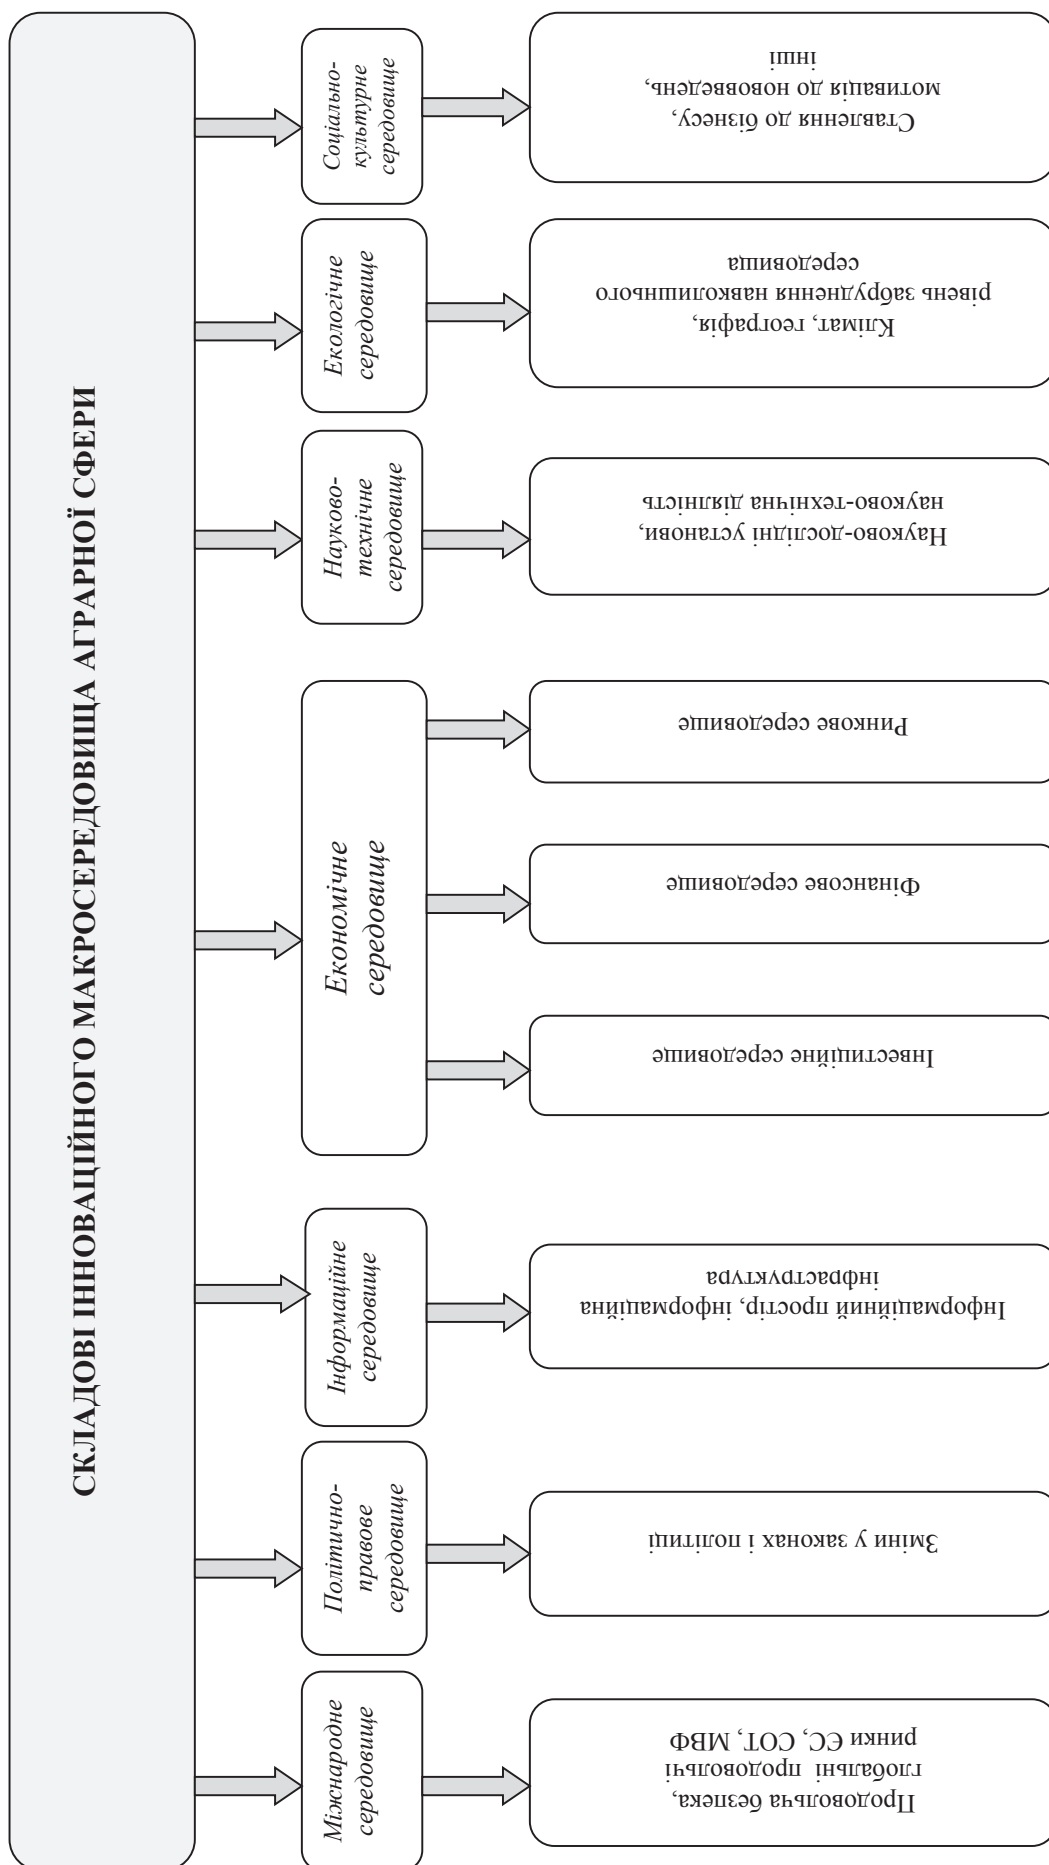 СКЛАДОВІ ІННОВАЦІЙНОГО МАКРОСЕРЕДОВИЩА АГРАРНОЇ СФЕРИ
Міжнародне
середовище
Політично-
правове
середовище
Інформаційне
середовище
Економічне
середовище
Науково-
технічне
середовище
Екологічне
середовище
Соціально-
культурне
середовище
Продовольча безпека,
глобальні продовольчі
ринки ЄС, СОТ, МВФ
Зміни у законах і політиці
Інформаційний простір, інформаційна
інфраструктура
Інвестиційне середовище
Фінансове середовище
Ринкове середовище
Науково-дослідні установи,
науково-технічна діялність
Клімат, географія,
рівень забруднення навколишнього
середовища
Ставлення до бізнесу,
мотивація до нововведень,
інші